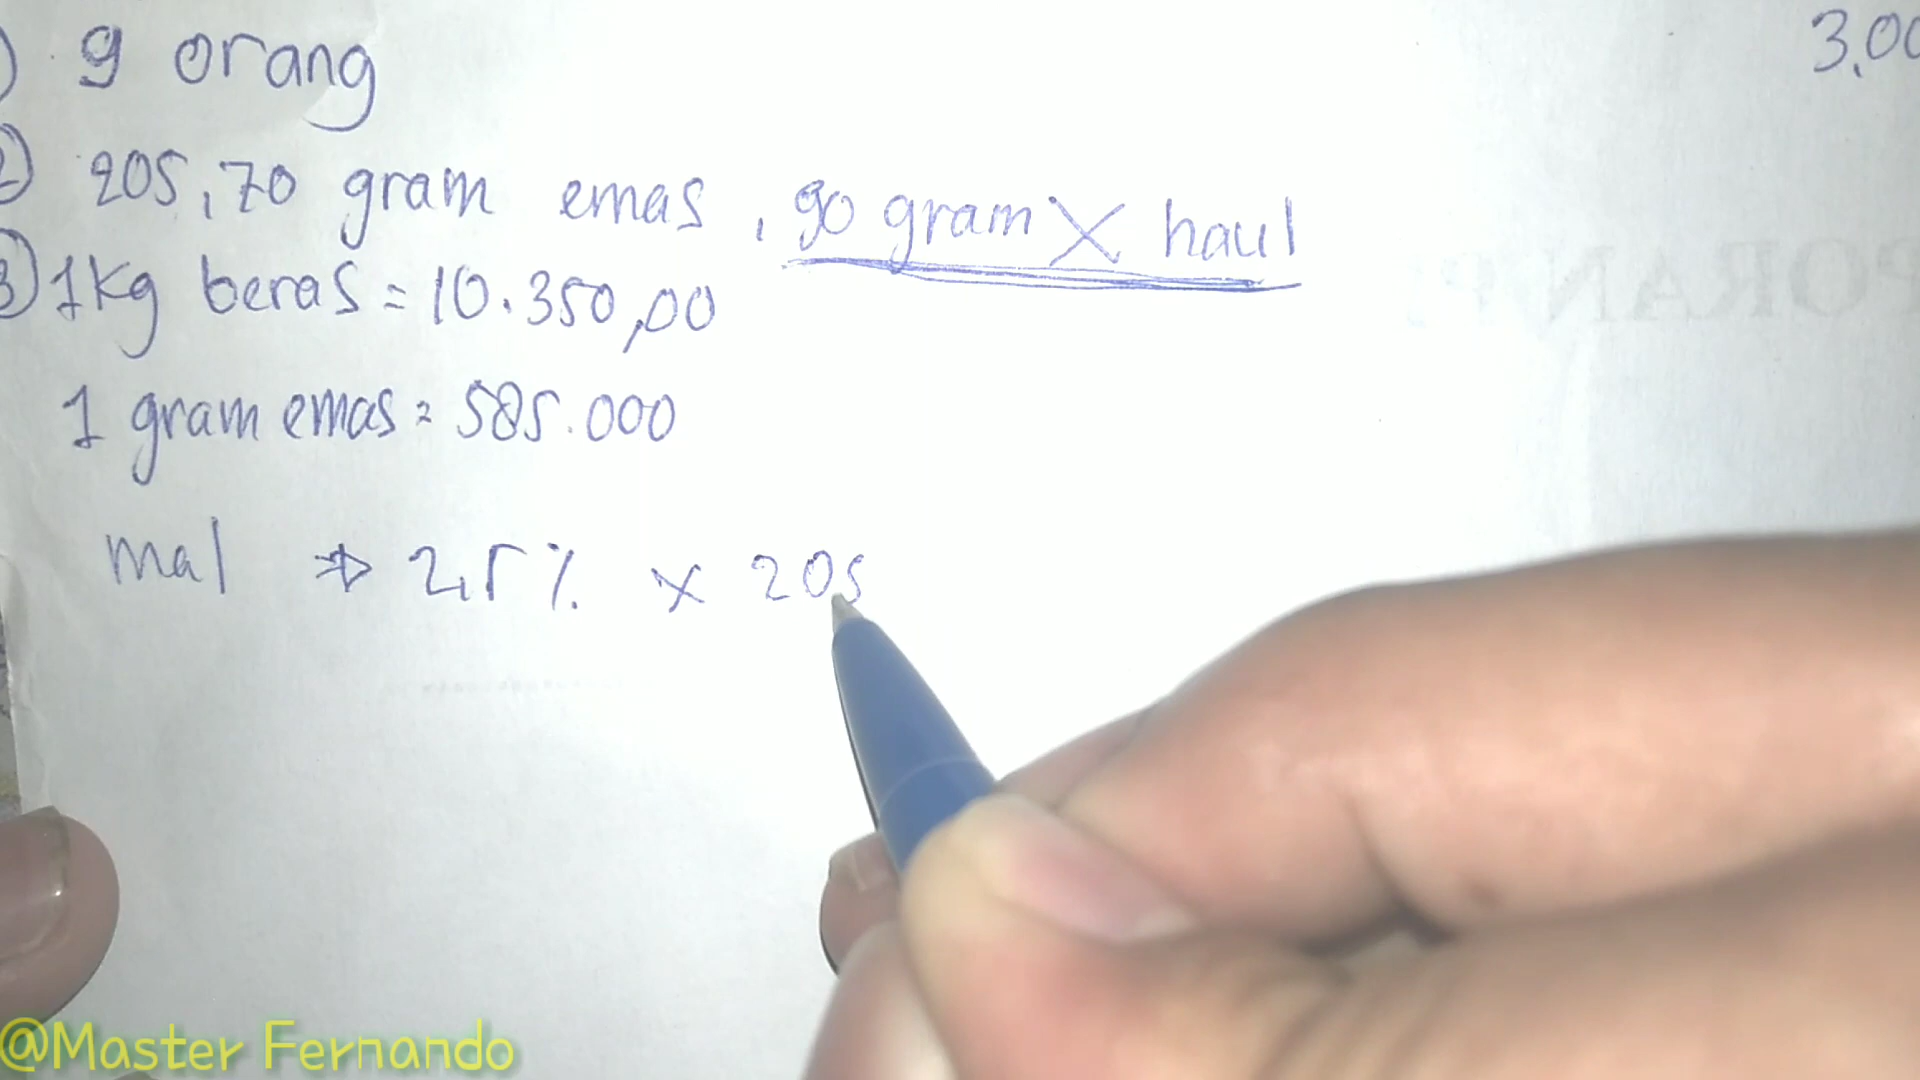 ) 9 orang
3,00
2) 205,70 gram emas, 90 gram X haul
3) 1kg beras = 10.350,00
1 gram emas = 585.000
mal ⇒ 2,5% x 205
@Master Fernando